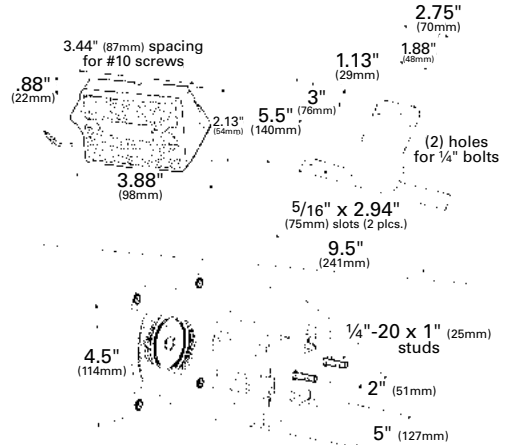 2.75"
(70mm)
3.44" (87mm) spacing
for #10 screws
1.88"
(48mm)
1.13"
(29mm)
.88"
(22mm)
3"
(76mm)
2.13"
(54mm)
5.5"
(140mm)
(2) holes
for ¼" bolts
3.88"
(98mm)
5/16" x 2.94"
(75mm) slots (2 plcs.)
9.5"
(241mm)
¼"-20 x 1" (25mm)
studs
4.5"
(114mm)
2" (51mm)
5" (127mm)